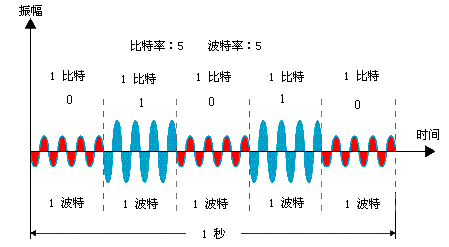 振幅
比特率：5 波特率：5
1 比特 1 比特 1 比特 1 比特 1 比特
0 1 0 1 0
时间
1 波特 1 波特 1 波特 1 波特 1 波特
1 秒